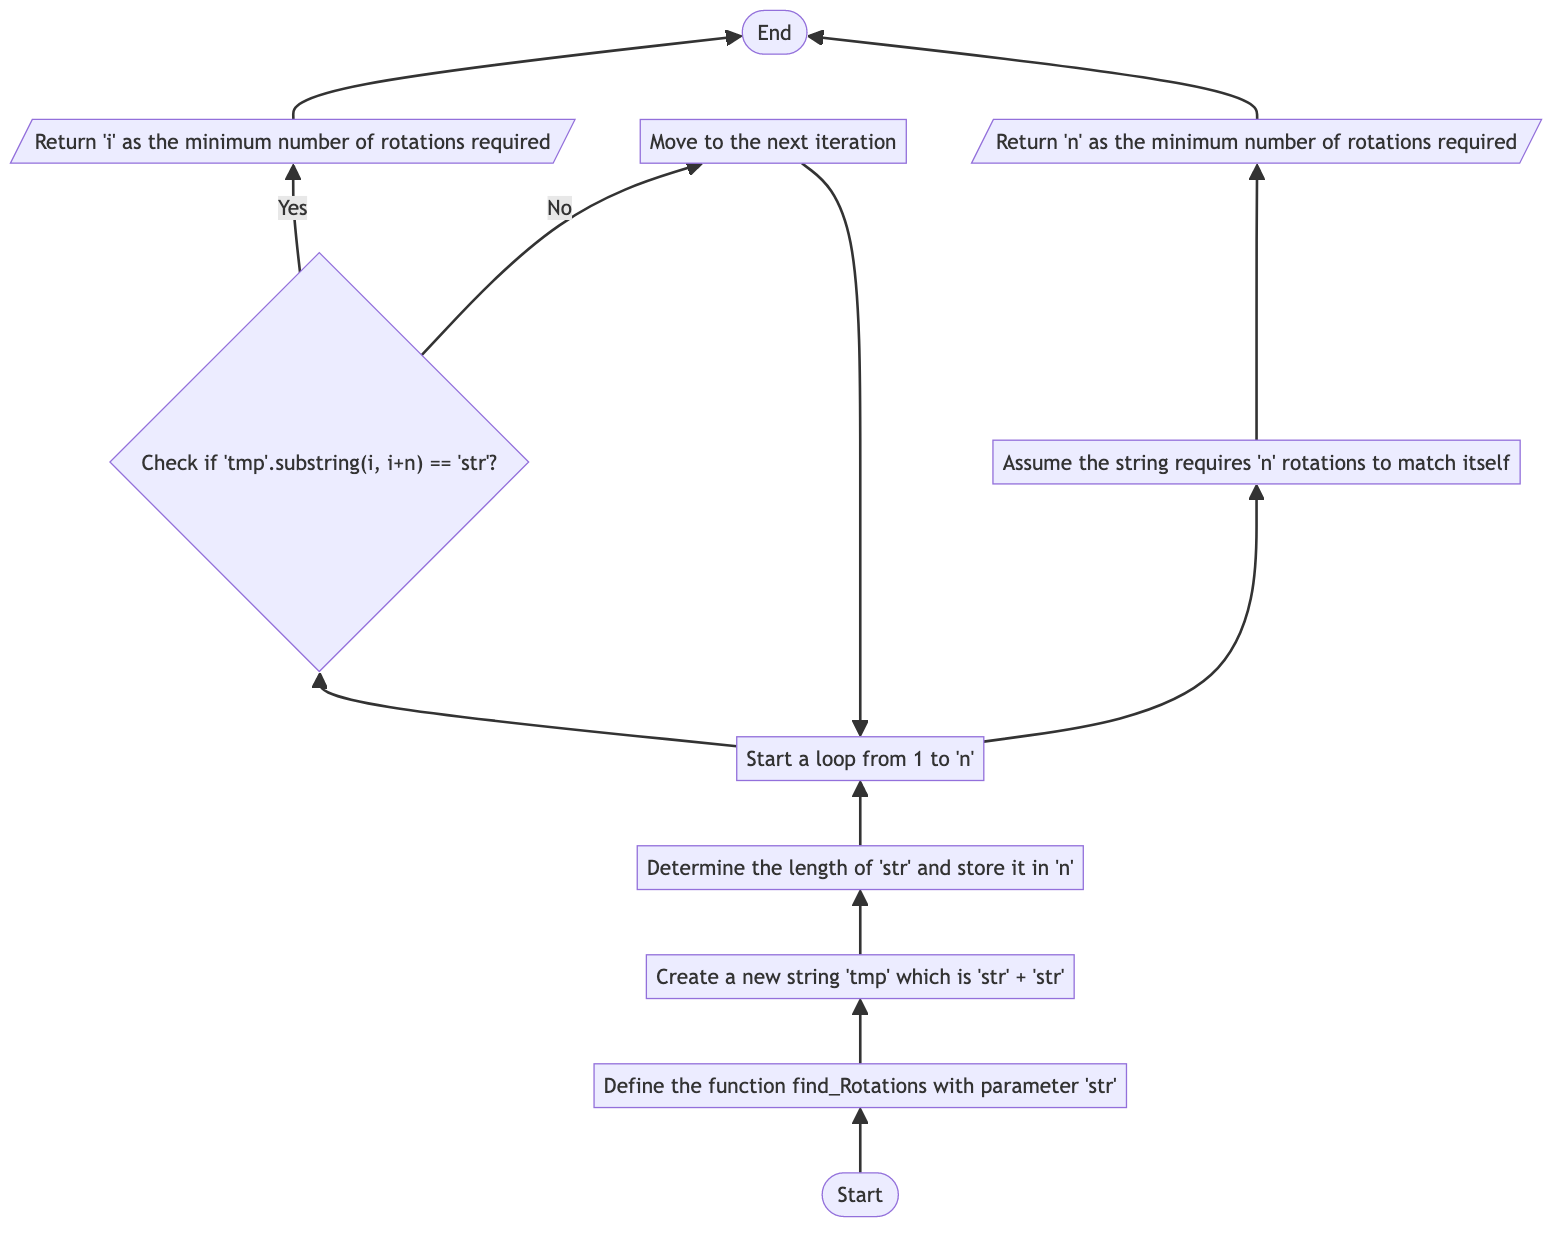 End
Return 'i' as the minimum number of rotations required
Move to the next iteration
Return 'n' as the minimum number of rotations required
Yes
No
Check if 'tmp'.substring(i, i+n) == 'str'?
Assume the string requires 'n' rotations to match itself
Start a loop from 1 to 'n'
Determine the length of 'str' and store it in 'n'
Create a new string 'tmp' which is 'str' + 'str'
Define the function find_Rotations with parameter 'str'
Start